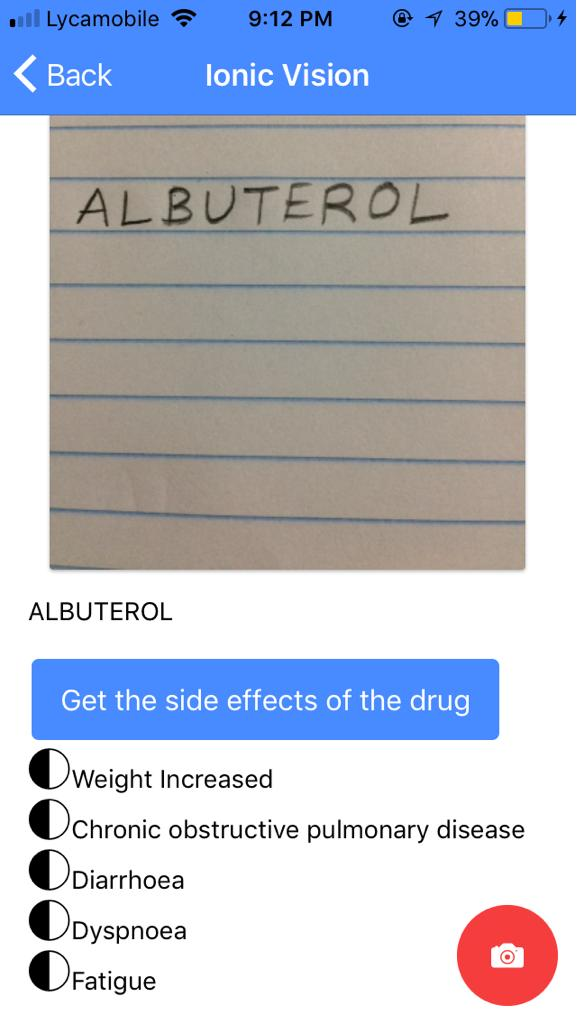 Lycamobile 9:12 PM 39%
Back Ionic Vision
ALBUTEROL
ALBUTEROL
Get the side effects of the drug
Weight Increased
Chronic obstructive pulmonary disease
Diarrhoea
Dyspnoea
Fatigue